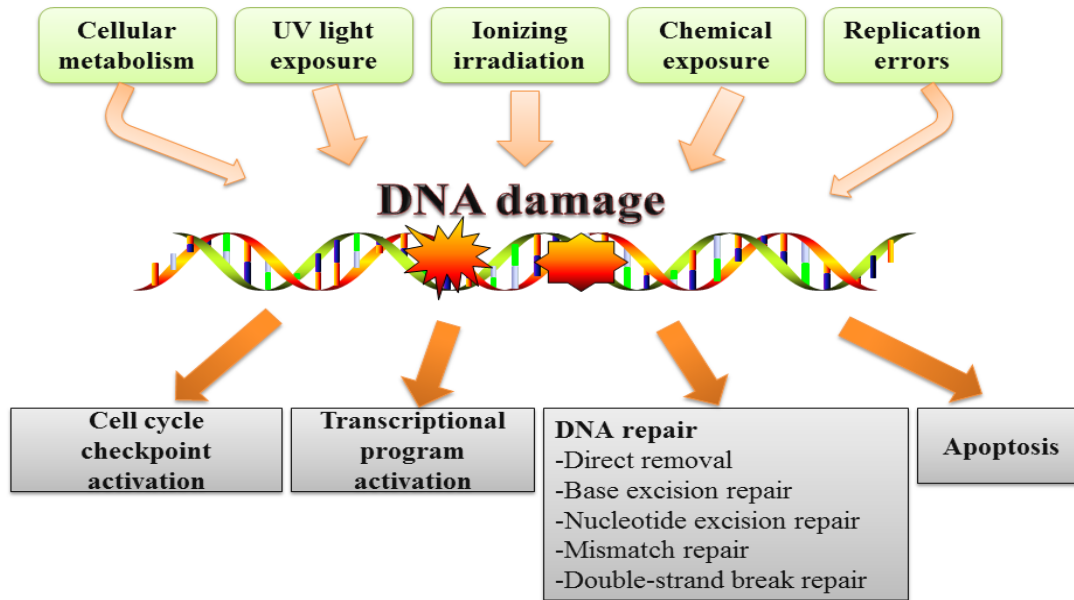 Cellular
metabolism
UV light
exposure
Ionizing
irradiation
Chemical
exposure
Replication
errors
DNA damage
Cell cycle
checkpoint
activation
Transcriptional
program
activation
DNA repair
-Direct removal
-Base excision repair
-Nucleotide excision repair
-Mismatch repair
-Double-strand break repair
Apoptosis